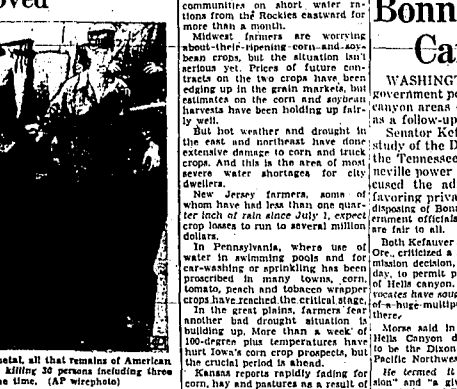 oved
communities on short water ra-
tions from the Rockies eastward for
more than a month.
Midwest farmers are worrying
about their ripening corn and soy-
bean crops, but the situation isn't
serious yet. Prices of future con-
tracts on the two crops have been
edging up in the grain markets, but
estimates on the corn and soybean
harvests have been holding up fair-
ly well.
But hot weather and drought in
the east and northeast have done
extensive damage to corn and truck
crops. And this is the area of most
severe water shortages for city
dwellers.
New Jersey farmers, some of
whom have had less than one quar-
ter inch of rain since July 1, expect
crop losses to run to several million
dollars.
In Pennsylvania, where use of
water in swimming pools and for
car-washing or sprinkling has been
proscribed in many towns, corn,
tomato, peach and tobacco wrapper
crops have reached the critical stage.
In the great plains, farmers fear
another bad drought situation is
building up. More than a week of
100-degree plus temperatures have
hurt Iowa's corn crop prospects, but
the crucial period is ahead.
Kansas reports rapidly fading for
corn, hay and pastures as a result of
metal, all that remains of American
killing 30 persons including three
he time. (AP wirephoto)
Bonn
Ca
WASHINGT
government po
canyon areas
as a follow-up
Senator Kef
study of the D
the Tennessee
neville power
cused the ad
favoring priva
disposing of Bona
ernment officials
are fair to all.
Both Kefauver
Ore., criticized a
mission decision,
day, to permit p
of Hells canyon.
vocates have soug
of a huge multip
there.
Morse said in
Hells Canyon d
to be the Dixon
Pacific Northwes
He termed it
sion" and "a gi